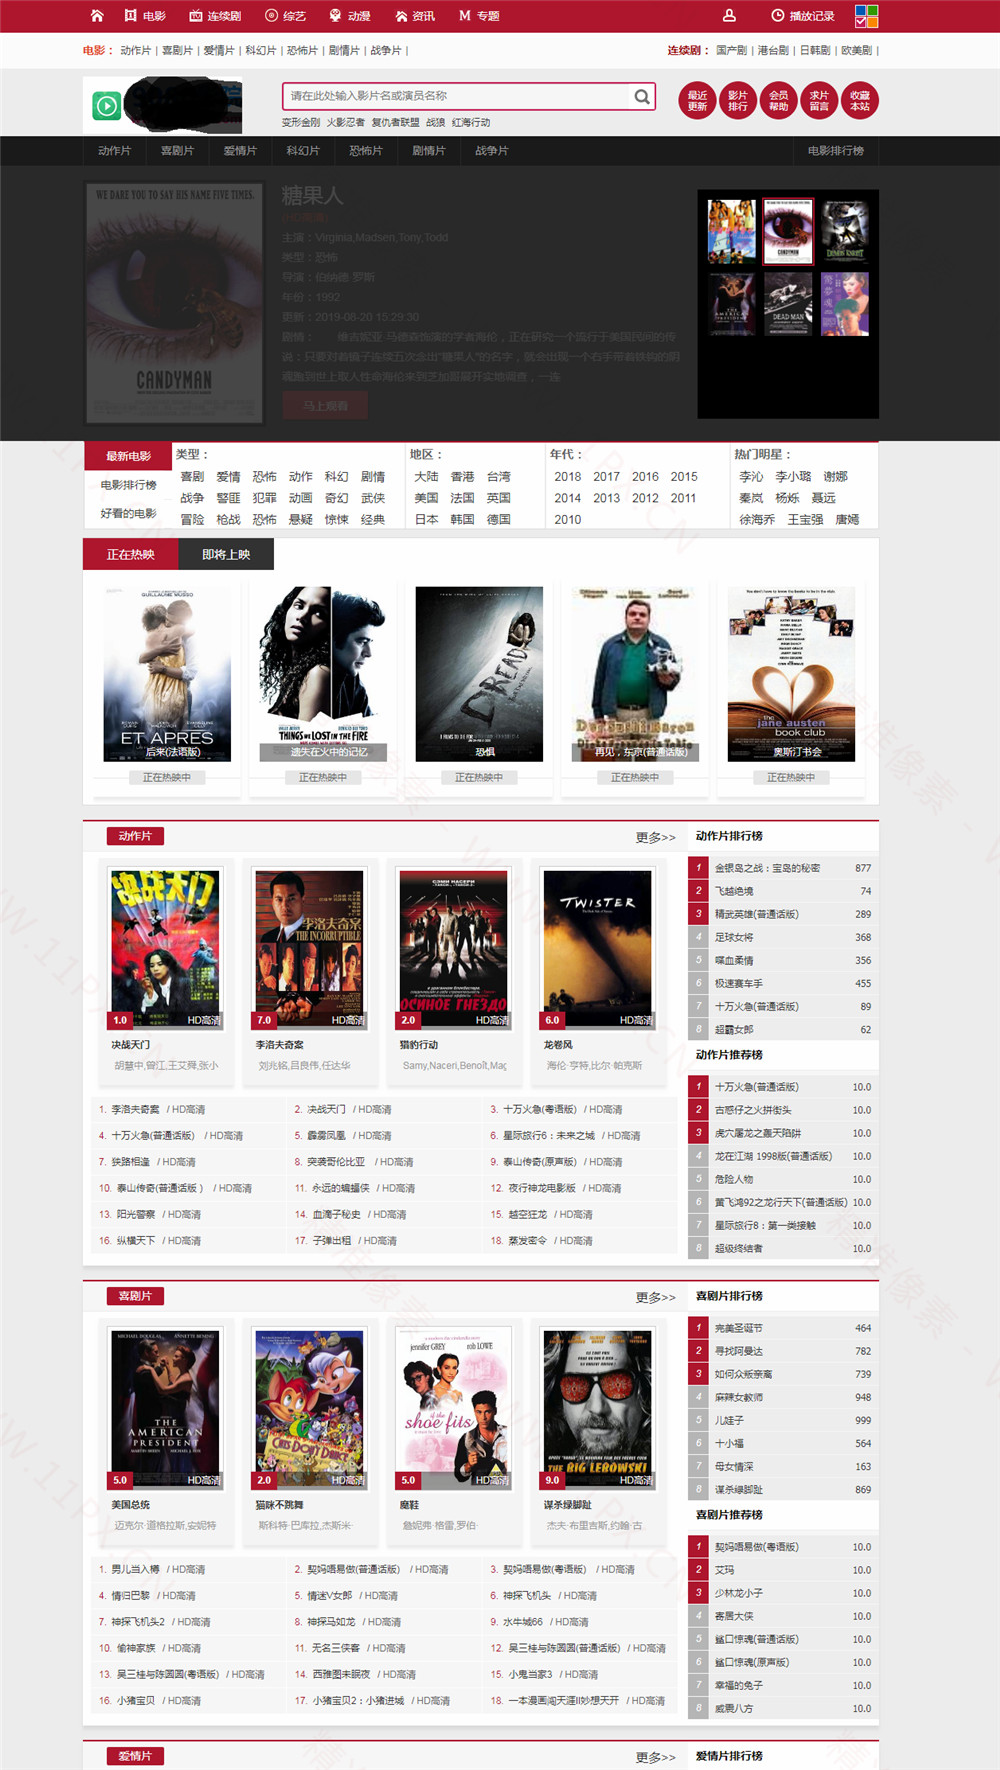 电影 连续剧 综艺 动漫 资讯 专题 播放记录
电影： 动作片 | 喜剧片 | 爱情片 | 科幻片 | 恐怖片 | 剧情片 | 战争片 |
连续剧： 国产剧 | 港台剧 | 日韩剧 | 欧美剧 |
请在此处输入影片名或演员名称
变形金刚 火影忍者 复仇者联盟 战狼 红海行动
最近更新 影片排行 会员帮助 求片留言 收藏本站
动作片 喜剧片 爱情片 科幻片 恐怖片 剧情片 战争片 电影排行榜
WE DARE YOU TO SAY HIS NAME FIVE TIMES.
CANDYMAN
糖果人
主演：Virginia,Madsen,Tony,Todd
类型：恐怖
导演：伯纳德·罗斯
年份：1992
更新：2019-08-20 15:29:30
剧情： 维吉妮亚·马德森饰演的学者海伦，正在研究一个流行于美国民间的传
说：只要对着镜子连续五次念出"糖果人"的名字，就会出现一个右手带着铁钩的阴
魂跑到世上取人性命海伦来到芝加哥展开实地调查，一连
马上观看
最新电影
电影排行榜
好看的电影
类型：
喜剧 爱情 恐怖 动作 科幻 剧情
战争 警匪 犯罪 动画 奇幻 武侠
冒险 枪战 恐怖 悬疑 惊悚 经典
地区：
大陆 香港 台湾
美国 法国 英国
日本 韩国 德国
年代：
2018 2017 2016 2015
2014 2013 2012 2011
2010
热门明星：
李沁 李小璐 谢娜
秦岚 杨烁 聂远
徐海乔 王宝强 唐嫣
正在热映 即将上映
ET APRES
后来(法语版)
正在热映中
THINGS WE LOST IN THE FIRE
遗失在火中的记忆
正在热映中
DREAD
恐惧
正在热映中
再见，东京(普通话版)
正在热映中
the jane austen book club
奥斯汀书会
正在热映中
动作片 更多>>
决战天门
1.0 HD高清
决战天门
胡慧中,曾江,王艾舜,张小
李洛夫奇案
THE INCORRUPTIBLE
7.0 HD高清
李洛夫奇案
刘兆铭,吕良伟,任达华
ОСИНОЕ ГНЕЗДО
2.0 HD高清
猎豹行动
Samy,Naceri,Benoît,Mag
TWISTER
6.0 HD高清
龙卷风
海伦·亨特,比尔·帕克斯
1. 李洛夫奇案 / HD高清
2. 决战天门 / HD高清
3. 十万火急(粤语版) / HD高清
4. 十万火急(普通话版) / HD高清
5. 霹雳凤凰 / HD高清
6. 星际旅行6：未来之城 / HD高清
7. 狭路相逢 / HD高清
8. 突袭哥伦比亚 / HD高清
9. 泰山传奇(原声版) / HD高清
10. 泰山传奇(普通话版 ) / HD高清
11. 永远的蝙蝠侠 / HD高清
12. 夜行神龙电影版 / HD高清
13. 阳光警察 / HD高清
14. 血滴子秘史 / HD高清
15. 越空狂龙 / HD高清
16. 纵横天下 / HD高清
17. 子弹出租 / HD高清
18. 蒸发密令 / HD高清
动作片排行榜
1 金银岛之战：宝岛的秘密 877
2 飞越绝境 74
3 精武英雄(普通话版) 289
4 足球女将 368
5 喋血柔情 356
6 极速赛车手 455
7 十万火急(普通话版) 89
8 超霸女郎 62
动作片推荐榜
1 十万火急(普通话版) 10.0
2 古惑仔之火拼街头 10.0
3 虎穴屠龙之轰天陷阱 10.0
4 龙在江湖 1998版(普通话版) 10.0
5 危险人物 10.0
6 黄飞鸿92之龙行天下(普通话版) 10.0
7 星际旅行8：第一类接触 10.0
8 超级终结者 10.0
喜剧片 更多>>
MICHAEL DOUGLAS ANNETTE BENING
THE AMERICAN PRESIDENT
5.0 HD高清
美国总统
迈克尔·道格拉斯,安妮特
CATS DON'T DANCE
2.0 HD高清
猫咪不跳舞
斯科特·巴库拉,杰斯米·
jennifer GREY rob LOWE
if the shoe fits
5.0 HD高清
魔鞋
詹妮弗·格雷,罗伯·
THE BIG LEBOWSKI
9.0 HD高清
谋杀绿脚趾
杰夫·布里吉斯,约翰·古
1. 男儿当入樽 / HD高清
2. 契妈唔易做(普通话版) / HD高清
3. 契妈唔易做(粤语版) / HD高清
4. 情归巴黎 / HD高清
5. 情迷V女郎 / HD高清
6. 神探飞机头 / HD高清
7. 神探飞机头2 / HD高清
8. 神探马如龙 / HD高清
9. 水牛城66 / HD高清
10. 偷神家族 / HD高清
11. 无名三侠客 / HD高清
12. 吴三桂与陈圆圆(普通话版) / HD高清
13. 吴三桂与陈圆圆(粤语版) / HD高清
14. 西雅图未眠夜 / HD高清
15. 小鬼当家3 / HD高清
16. 小猪宝贝 / HD高清
17. 小猪宝贝2：小猪进城 / HD高清
18. 一本漫画闯天涯II妙想天开 / HD高清
喜剧片排行榜
1 完美圣诞节 464
2 寻找阿曼达 782
3 如何众叛亲离 739
4 麻辣女教师 948
5 儿娃子 999
6 十小福 564
7 母女情深 163
8 谋杀绿脚趾 869
喜剧片推荐榜
1 契妈唔易做(粤语版) 10.0
2 艾玛 10.0
3 少林龙小子 10.0
4 寄居大侠 10.0
5 鲨口惊魂(普通话版) 10.0
6 鲨口惊魂(原声版) 10.0
7 幸福的兔子 10.0
8 威震八方 10.0
爱情片 更多>>
爱情片排行榜